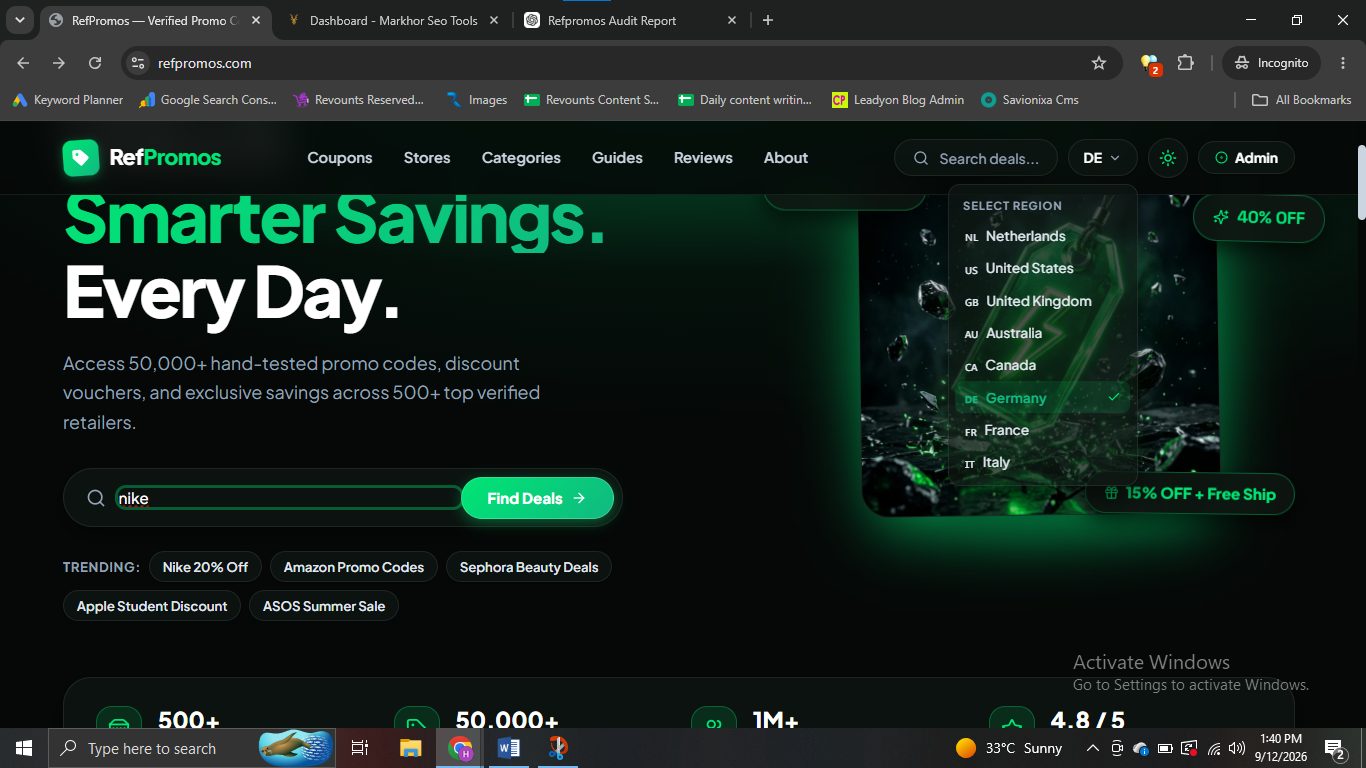 RefPromos — Verified Promo C
Dashboard - Markhor Seo Tools
Refpromos Audit Report
refpromos.com
2
Incognito
Keyword Planner
Google Search Cons...
Revounts Reserved...
Images
Revounts Content S...
Daily content writin...
CP Leadyon Blog Admin
Savionixa Cms
All Bookmarks
RefPromos
Coupons
Stores
Categories
Guides
Reviews
About
Search deals...
DE
Admin
Smarter Savings.
Every Day.
Access 50,000+ hand-tested promo codes, discount
vouchers, and exclusive savings across 500+ top verified
retailers.
nike
Find Deals →
TRENDING:
Nike 20% Off
Amazon Promo Codes
Sephora Beauty Deals
Apple Student Discount
ASOS Summer Sale
SELECT REGION
NL Netherlands
US United States
GB United Kingdom
AU Australia
CA Canada
DE Germany
FR France
IT Italy
40% OFF
15% OFF + Free Ship
500+
50,000+
1M+
4.8 / 5
Activate Windows
Go to Settings to activate Windows.
Type here to search
H
W
33°C Sunny
1:40 PM
9/12/2026
2